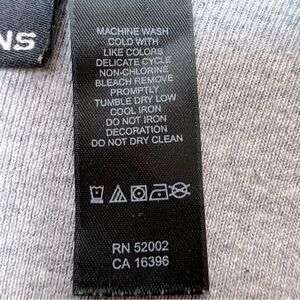 NS
MACHINE WASH
COLD WITH
LIKE COLORS
DELICATE CYCLE
NON-CHLORINE
BLEACH REMOVE
PROMPTLY
TUMBLE DRY LOW
COOL IRON
DO NOT IRON
DECORATION
DO NOT DRY CLEAN
RN 52002
CA 16396